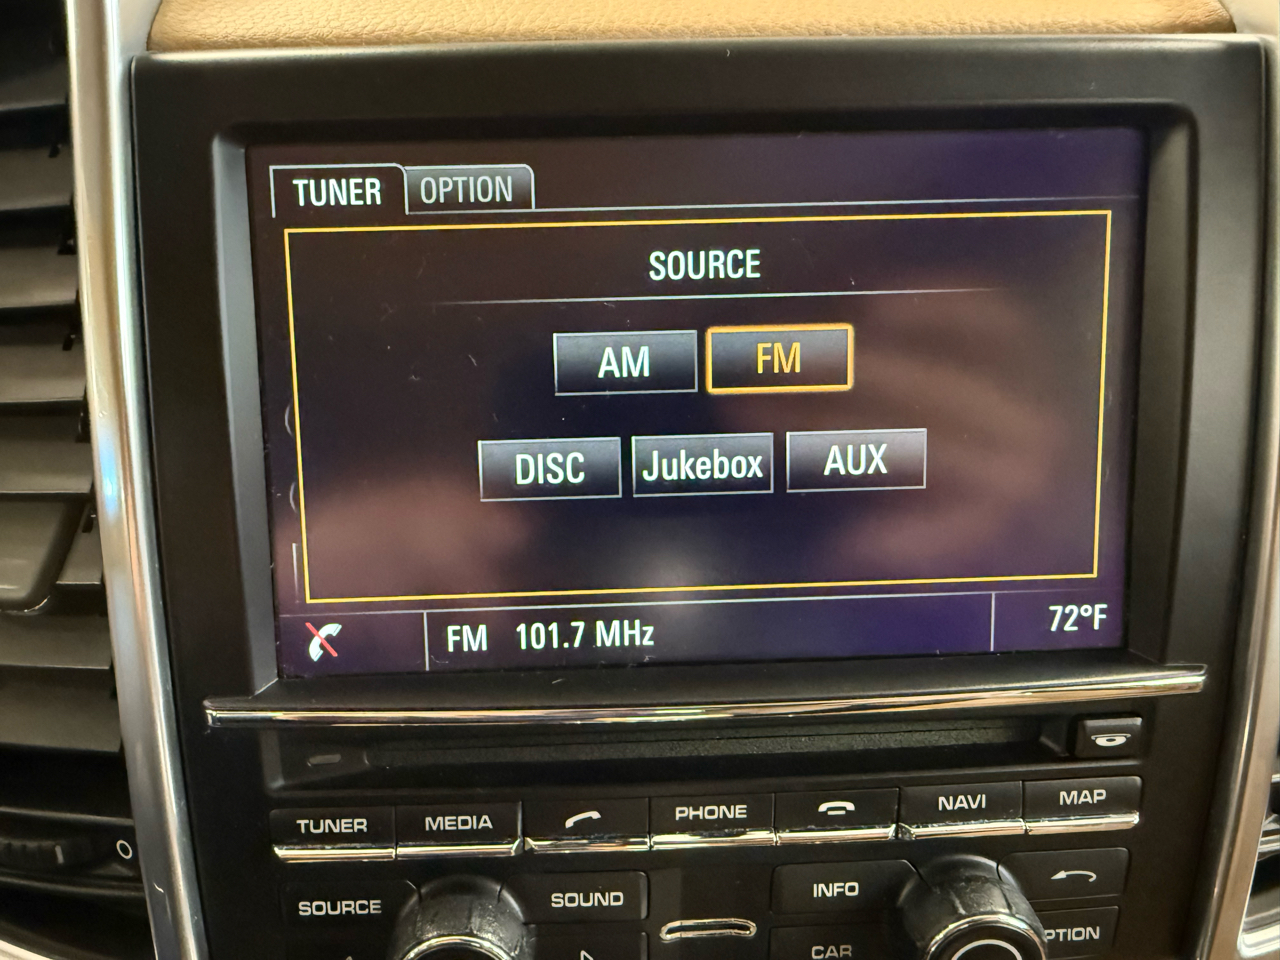 TUNER OPTION
SOURCE
AM FM
DISC Jukebox AUX
FM 101.7 MHz 72°F
TUNER MEDIA PHONE NAVI MAP
SOURCE SOUND INFO
CAR PTION